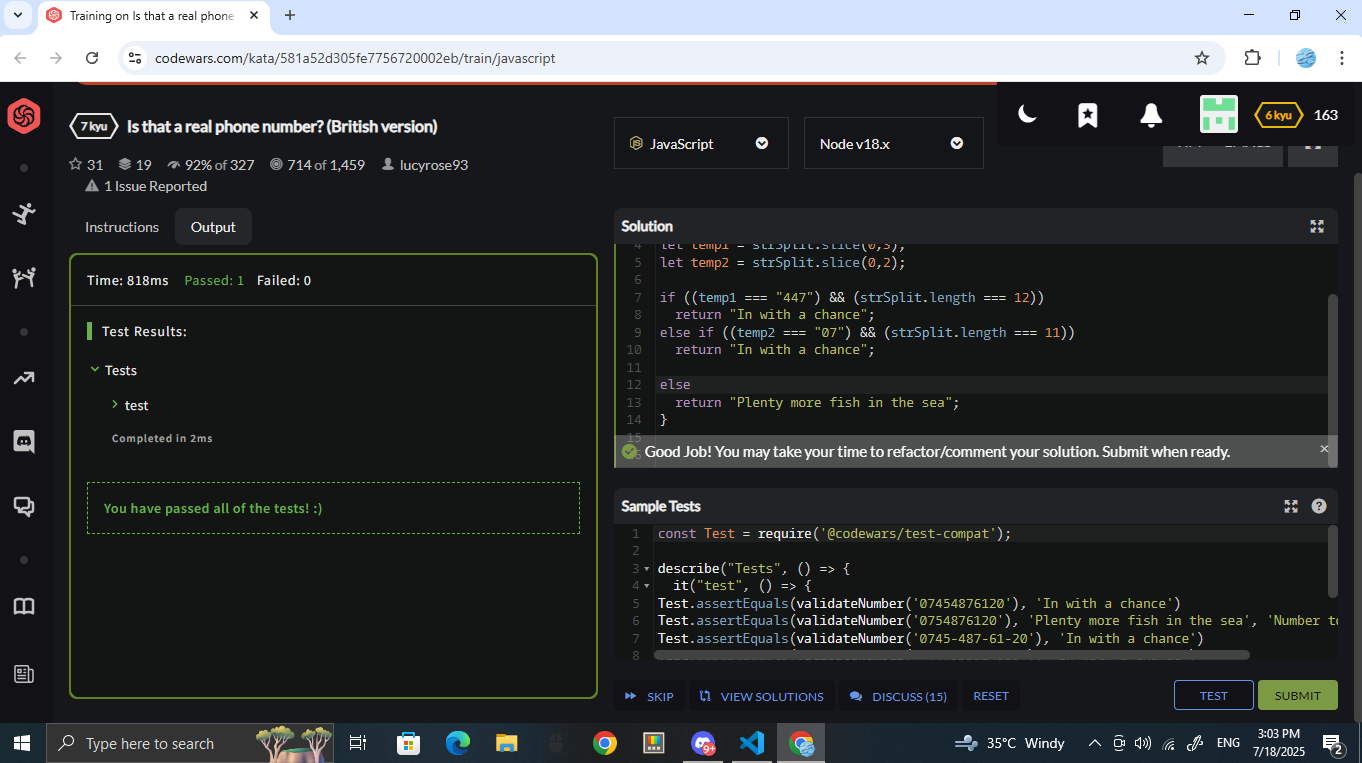 Training on Is that a real phone
codewars.com/kata/581a52d305fe7756720002eb/train/javascript
7 kyu
Is that a real phone number? (British version)
31
19
92% of 327
714 of 1,459
lucyrose93
1 Issue Reported
JavaScript
Node v18.x
6 kyu
163
Instructions
Output
Time: 818ms
Passed: 1
Failed: 0
Test Results:
Tests
test
Completed in 2ms
You have passed all of the tests! :)
Solution
4 let temp1 = strSplit.slice(0,3);
5 let temp2 = strSplit.slice(0,2);
6
7 if ((temp1 === "447") && (strSplit.length === 12))
8 return "In with a chance";
9 else if ((temp2 === "07") && (strSplit.length === 11))
10 return "In with a chance";
11
12 else
13 return "Plenty more fish in the sea";
14 }
15
Good Job! You may take your time to refactor/comment your solution. Submit when ready.
Sample Tests
1 const Test = require('@codewars/test-compat');
2
3 describe("Tests", () => {
4 it("test", () => {
5 Test.assertEquals(validateNumber('07454876120'), 'In with a chance')
6 Test.assertEquals(validateNumber('0754876120'), 'Plenty more fish in the sea', 'Number to
7 Test.assertEquals(validateNumber('0745-487-61-20'), 'In with a chance')
8
SKIP
VIEW SOLUTIONS
DISCUSS (15)
RESET
TEST
SUBMIT
Type here to search
9+
35°C Windy
ENG
3:03 PM
7/18/2025
2